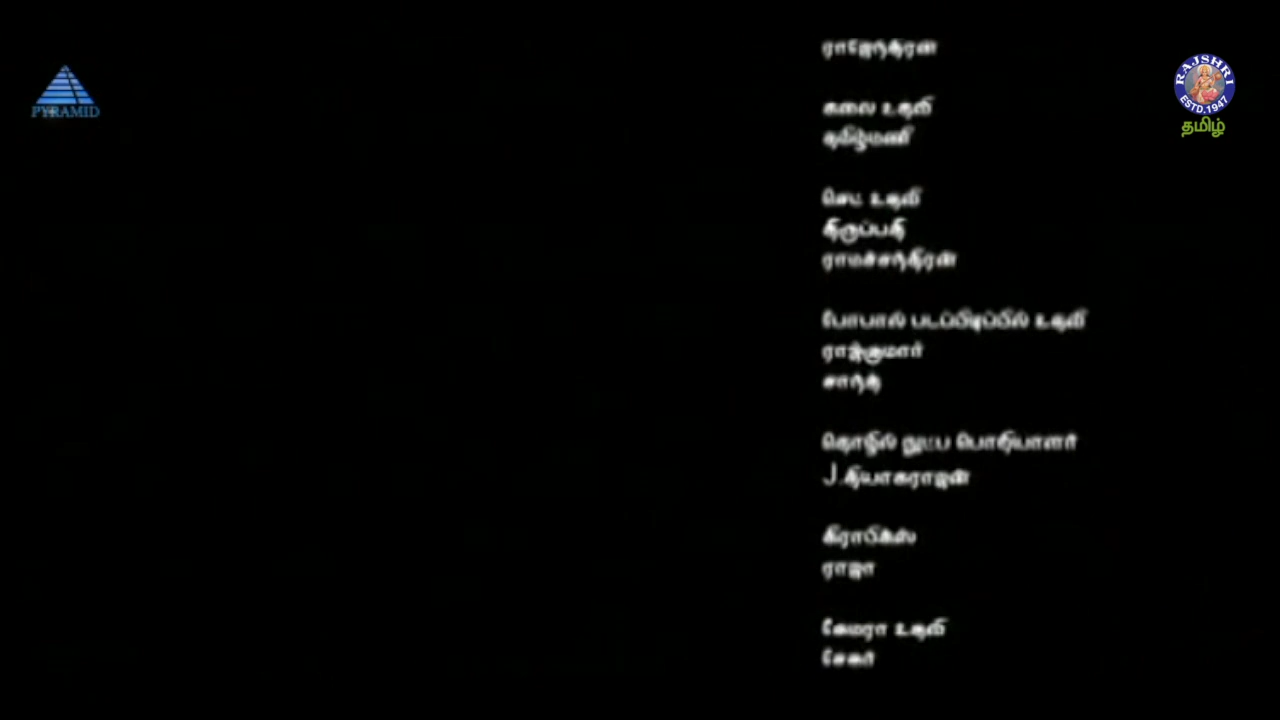 PYRAMID
RAJSHRI
ESTD.1947
தமிழ்
ராஜேந்திரன்
கலை உதவி
தமிழ்மணி
செட் உதவி
திருப்பதி
ராமச்சந்திரன்
போபால் படப்பிடிப்பில் உதவி
ராஜ்குமார்
சாந்த்
தொழில் நுட்ப பொறியாளர்
J.தியாகராஜன்
கிராபிக்ஸ்
ராஜா
கேமரா உதவி
சேகர்